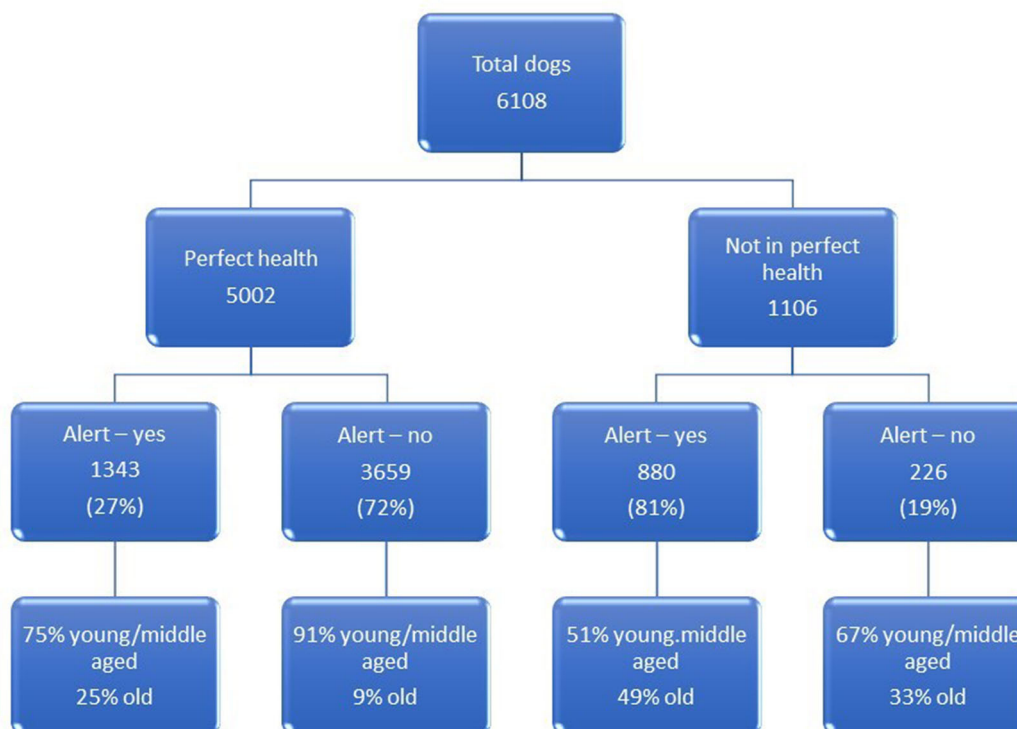 Total dogs
6108
Perfect health
5002
Not in perfect
health
1106
Alert – yes
1343
(27%)
Alert – no
3659
(72%)
Alert – yes
880
(81%)
Alert – no
226
(19%)
75% young/middle
aged
25% old
91% young/middle
aged
9% old
51% young.middle
aged
49% old
67% young/middle
aged
33% old